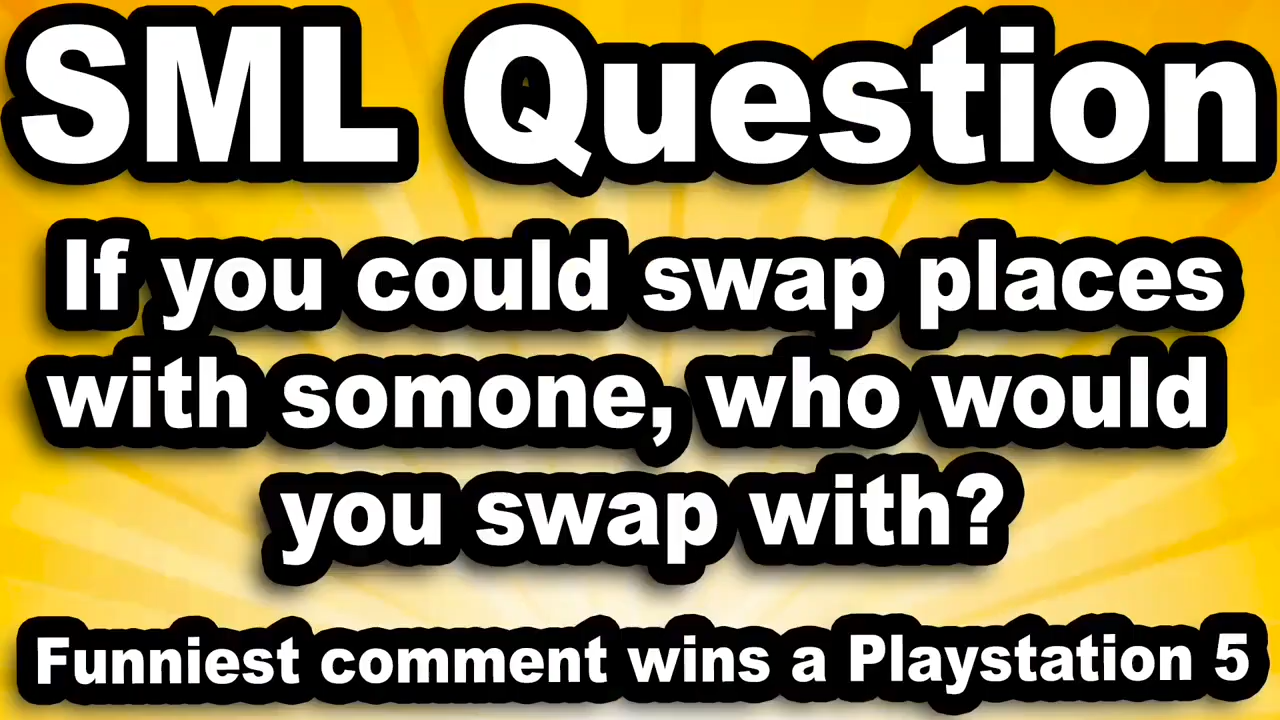 SML Question
If you could swap places
with somone, who would
you swap with?
Funniest comment wins a Playstation 5